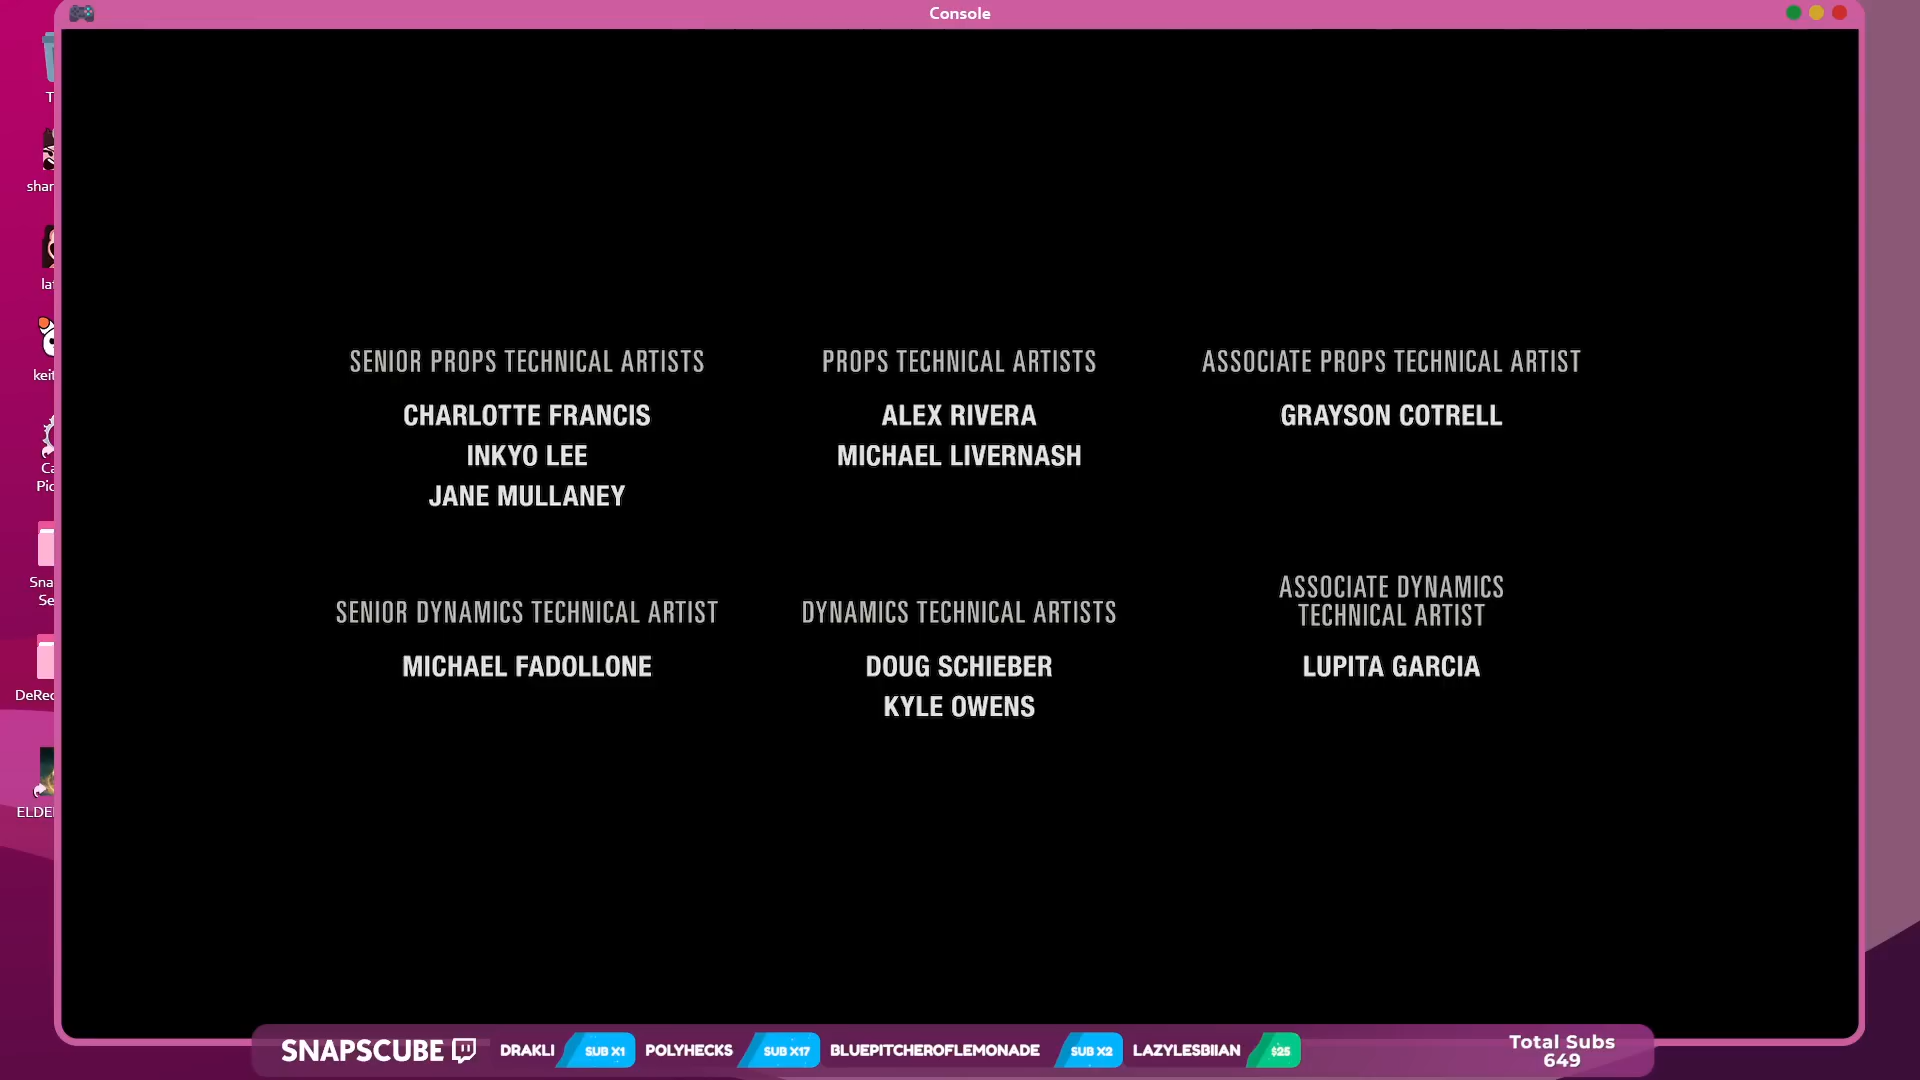 Console
SENIOR PROPS TECHNICAL ARTISTS
CHARLOTTE FRANCIS
INKYO LEE
JANE MULLANEY
PROPS TECHNICAL ARTISTS
ALEX RIVERA
MICHAEL LIVERNASH
ASSOCIATE PROPS TECHNICAL ARTIST
GRAYSON COTRELL
SENIOR DYNAMICS TECHNICAL ARTIST
MICHAEL FADOLLONE
DYNAMICS TECHNICAL ARTISTS
DOUG SCHIEBER
KYLE OWENS
ASSOCIATE DYNAMICS
TECHNICAL ARTIST
LUPITA GARCIA
SNAPSCUBE DRAKLI SUB X1 POLYHECKS SUB X17 BLUEPITCHEROFLEMONADE SUB X2 LAZYLESBIIAN $25
Total Subs
649